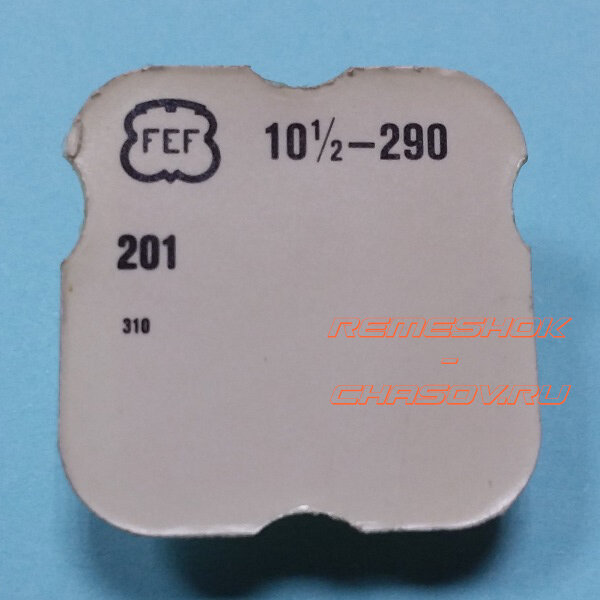 FEF 10½-290
201
310
REMESHOK
-
CHASOV.RU